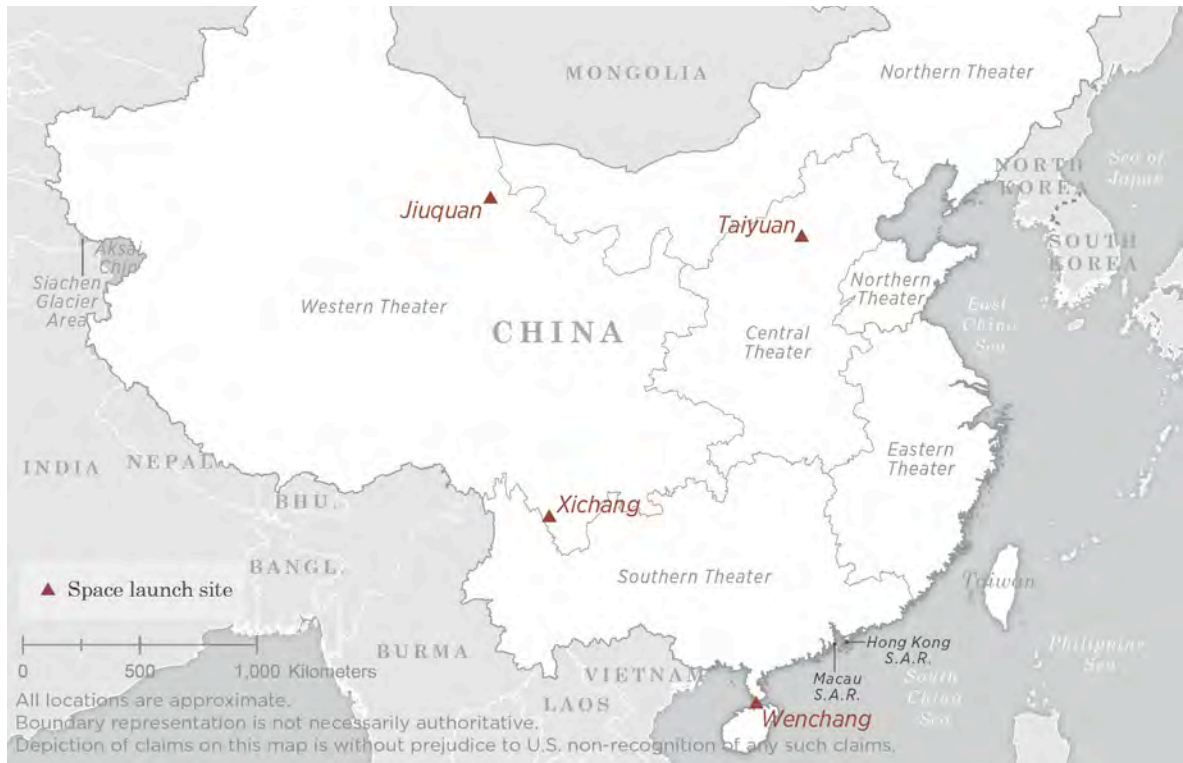 MONGOLIA
Northern Theater
NORTH
KOREA
Sea of
Japan
Jiuquan
Taiyuan
SOUTH
KOREA
Aksai
Chin
Siachen
Glacier
Area
Western Theater
CHINA
Northern
Theater
Central
Theater
East
China
Sea
INDIA
NEPAL
BHU.
Eastern
Theater
Xichang
BANGL.
Southern Theater
Taiwan
Space launch site
0 500 1,000 Kilometers
BURMA
VIETNAM
LAOS
Hong Kong
S.A.R.
Macau
S.A.R.
South
China
Sea
Philippine
Sea
Wenchang
All locations are approximate.
Boundary representation is not necessarily authoritative.
Depiction of claims on this map is without prejudice to U.S. non-recognition of any such claims.